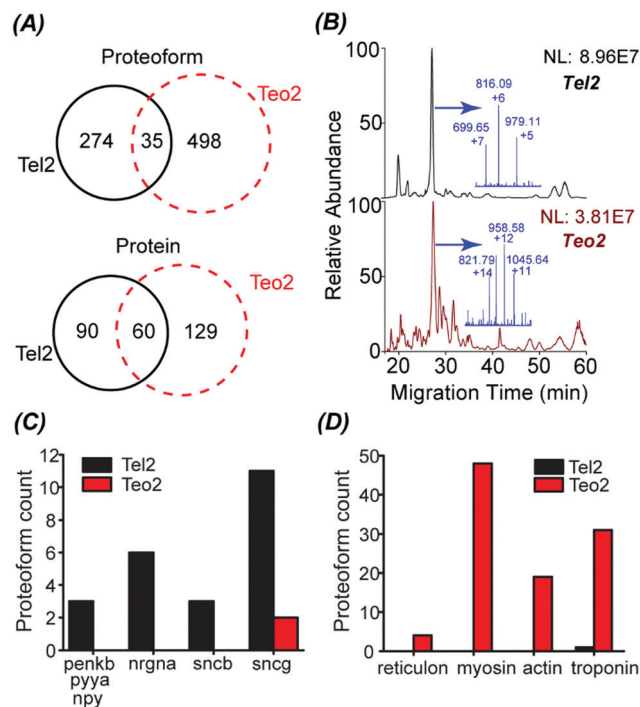 (A)
Proteoform
Teo2
274
35
498
Tel2
Protein
Teo2
90
60
129
Tel2
(B)
100
50
0
100
50
0
Relative Abundance
NL: 8.96E7
Tel2
816.09
+6
699.65
+7
979.11
+5
NL: 3.81E7
Teo2
958.58
+12
821.79
+14
1045.64
+11
20 30 40 50 60
Migration Time (min)
(C)
Proteoform count
12
10
8
6
4
2
0
Tel2
Teo2
penkb nrgna sncb sncg
pyya
npy
(D)
Proteoform count
50
40
30
20
10
0
Tel2
Teo2
reticulon myosin actin troponin